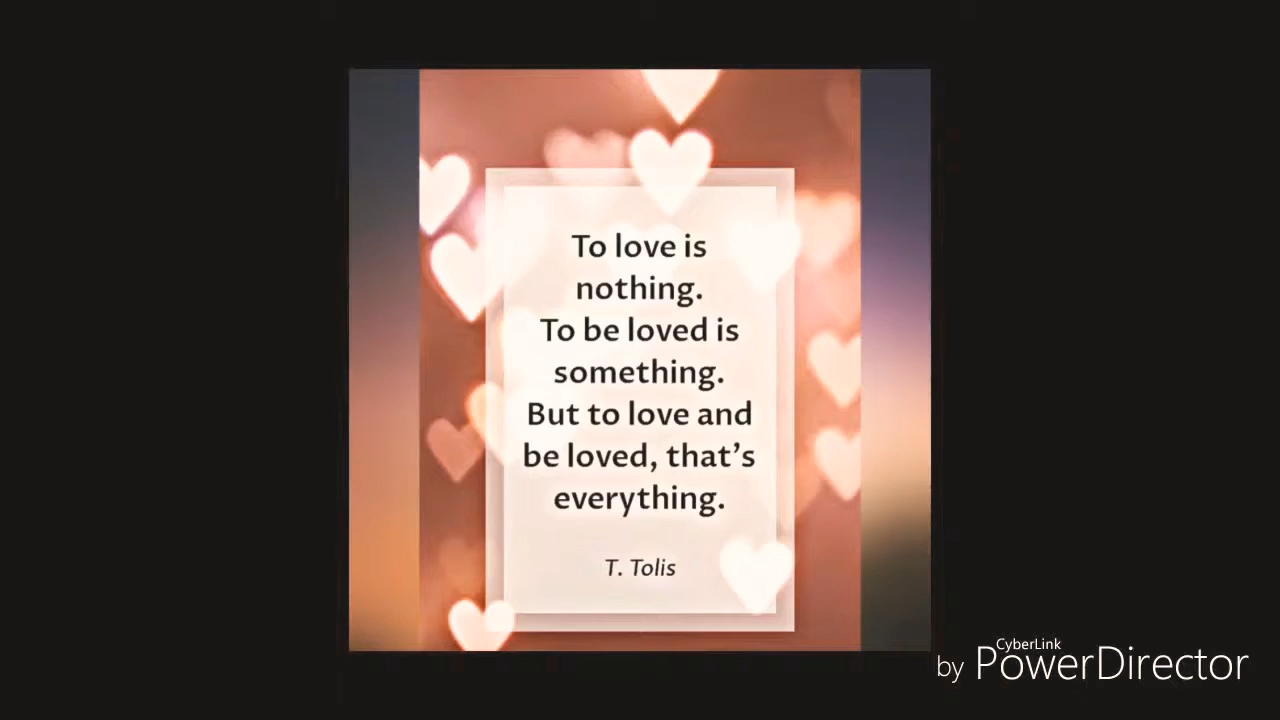 To love is
nothing.
To be loved is
something.
But to love and
be loved, that’s
everything.
T. Tolis
CyberLink
by PowerDirector